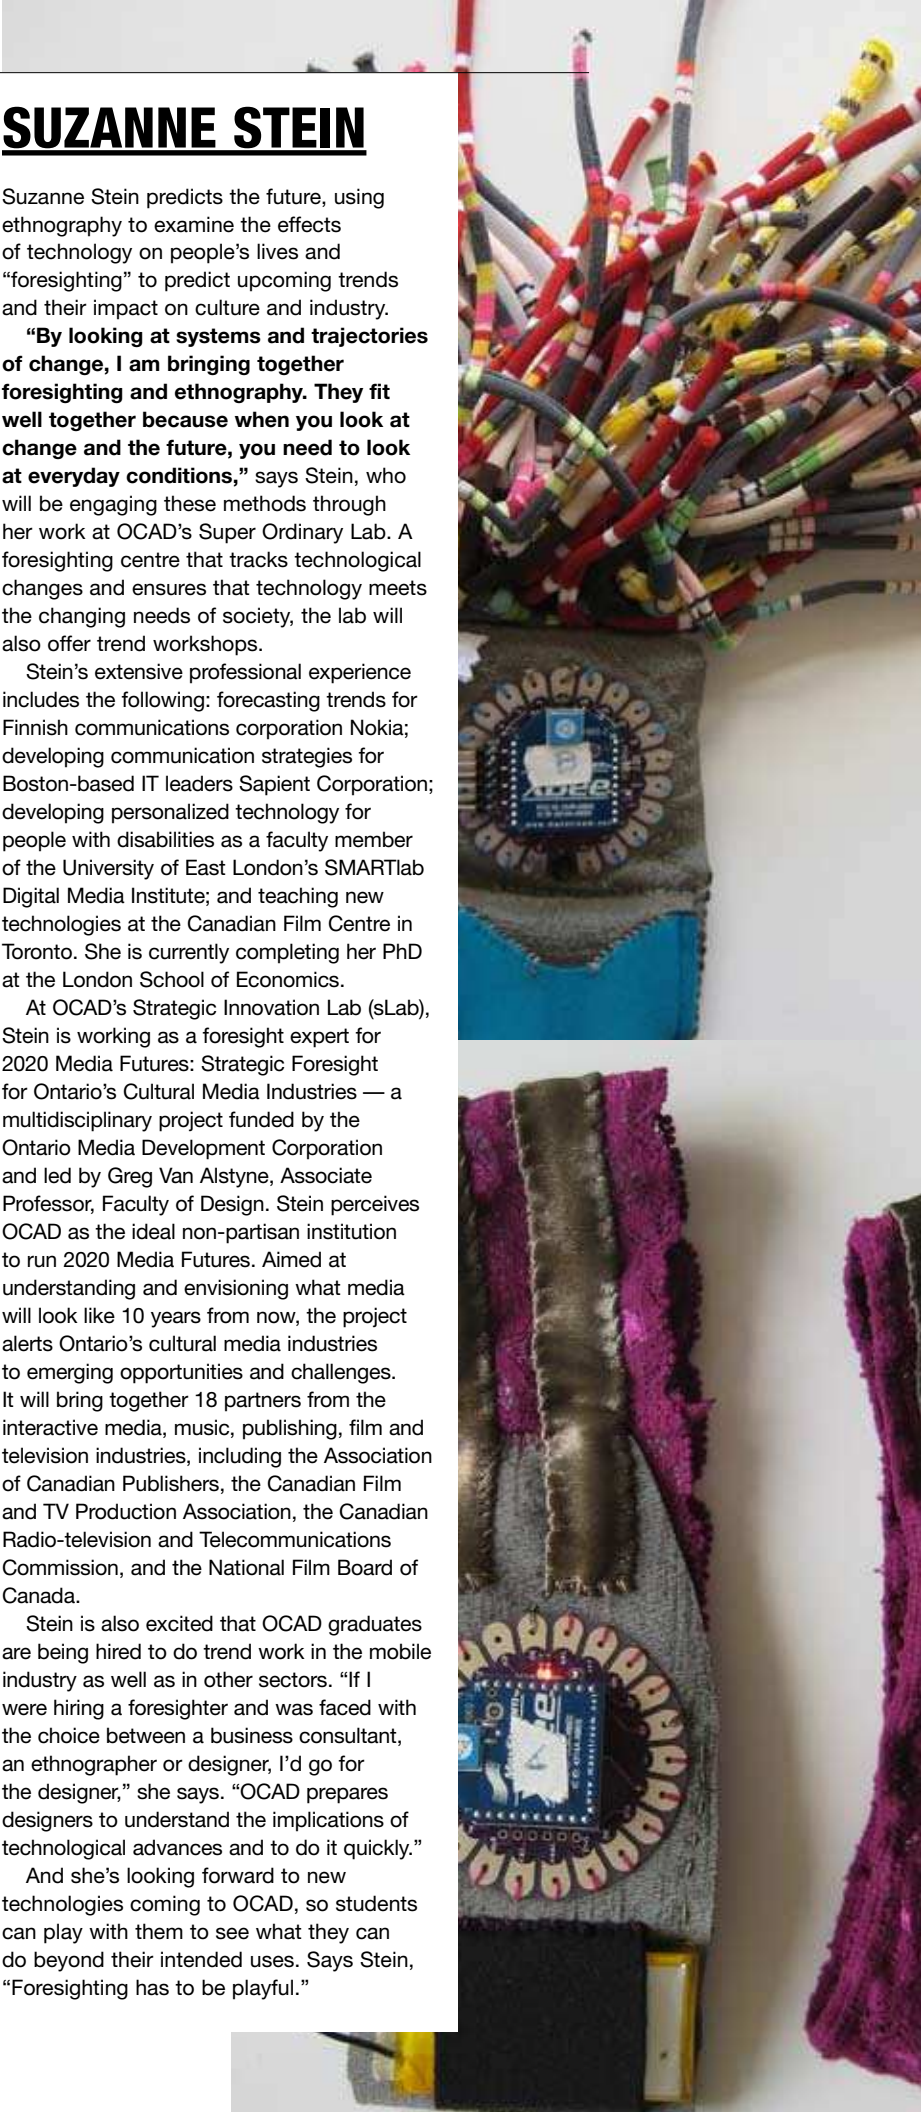 SUZANNE STEIN
Suzanne Stein predicts the future, using
ethnography to examine the effects
of technology on people’s lives and
“foresighting” to predict upcoming trends
and their impact on culture and industry.
“By looking at systems and trajectories
of change, I am bringing together
foresighting and ethnography. They fit
well together because when you look at
change and the future, you need to look
at everyday conditions,” says Stein, who
will be engaging these methods through
her work at OCAD’s Super Ordinary Lab. A
foresighting centre that tracks technological
changes and ensures that technology meets
the changing needs of society, the lab will
also offer trend workshops.
Stein’s extensive professional experience
includes the following: forecasting trends for
Finnish communications corporation Nokia;
developing communication strategies for
Boston-based IT leaders Sapient Corporation;
developing personalized technology for
people with disabilities as a faculty member
of the University of East London’s SMARTlab
Digital Media Institute; and teaching new
technologies at the Canadian Film Centre in
Toronto. She is currently completing her PhD
at the London School of Economics.
At OCAD’s Strategic Innovation Lab (sLab),
Stein is working as a foresight expert for
2020 Media Futures: Strategic Foresight
for Ontario’s Cultural Media Industries — a
multidisciplinary project funded by the
Ontario Media Development Corporation
and led by Greg Van Alstyne, Associate
Professor, Faculty of Design. Stein perceives
OCAD as the ideal non-partisan institution
to run 2020 Media Futures. Aimed at
understanding and envisioning what media
will look like 10 years from now, the project
alerts Ontario’s cultural media industries
to emerging opportunities and challenges.
It will bring together 18 partners from the
interactive media, music, publishing, film and
television industries, including the Association
of Canadian Publishers, the Canadian Film
and TV Production Association, the Canadian
Radio-television and Telecommunications
Commission, and the National Film Board of
Canada.
Stein is also excited that OCAD graduates
are being hired to do trend work in the mobile
industry as well as in other sectors. “If I
were hiring a foresighter and was faced with
the choice between a business consultant,
an ethnographer or designer, I’d go for
the designer,” she says. “OCAD prepares
designers to understand the implications of
technological advances and to do it quickly.”
And she’s looking forward to new
technologies coming to OCAD, so students
can play with them to see what they can
do beyond their intended uses. Says Stein,
“Foresighting has to be playful.”
B
XBee
A